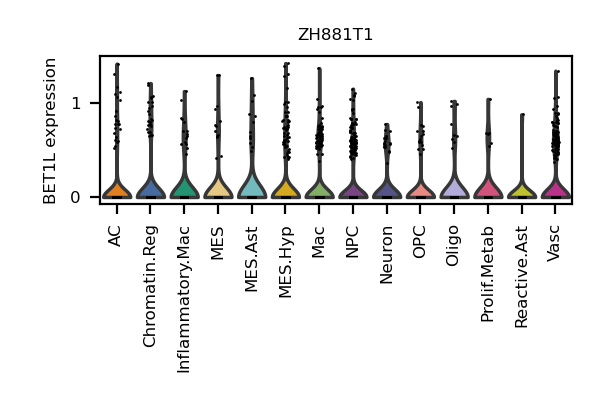 ZH881T1
BET1L expression
1
0
AC
Chromatin.Reg
Inflammatory.Mac
MES
MES.Ast
MES.Hyp
Mac
NPC
Neuron
OPC
Oligo
Prolif.Metab
Reactive.Ast
Vasc